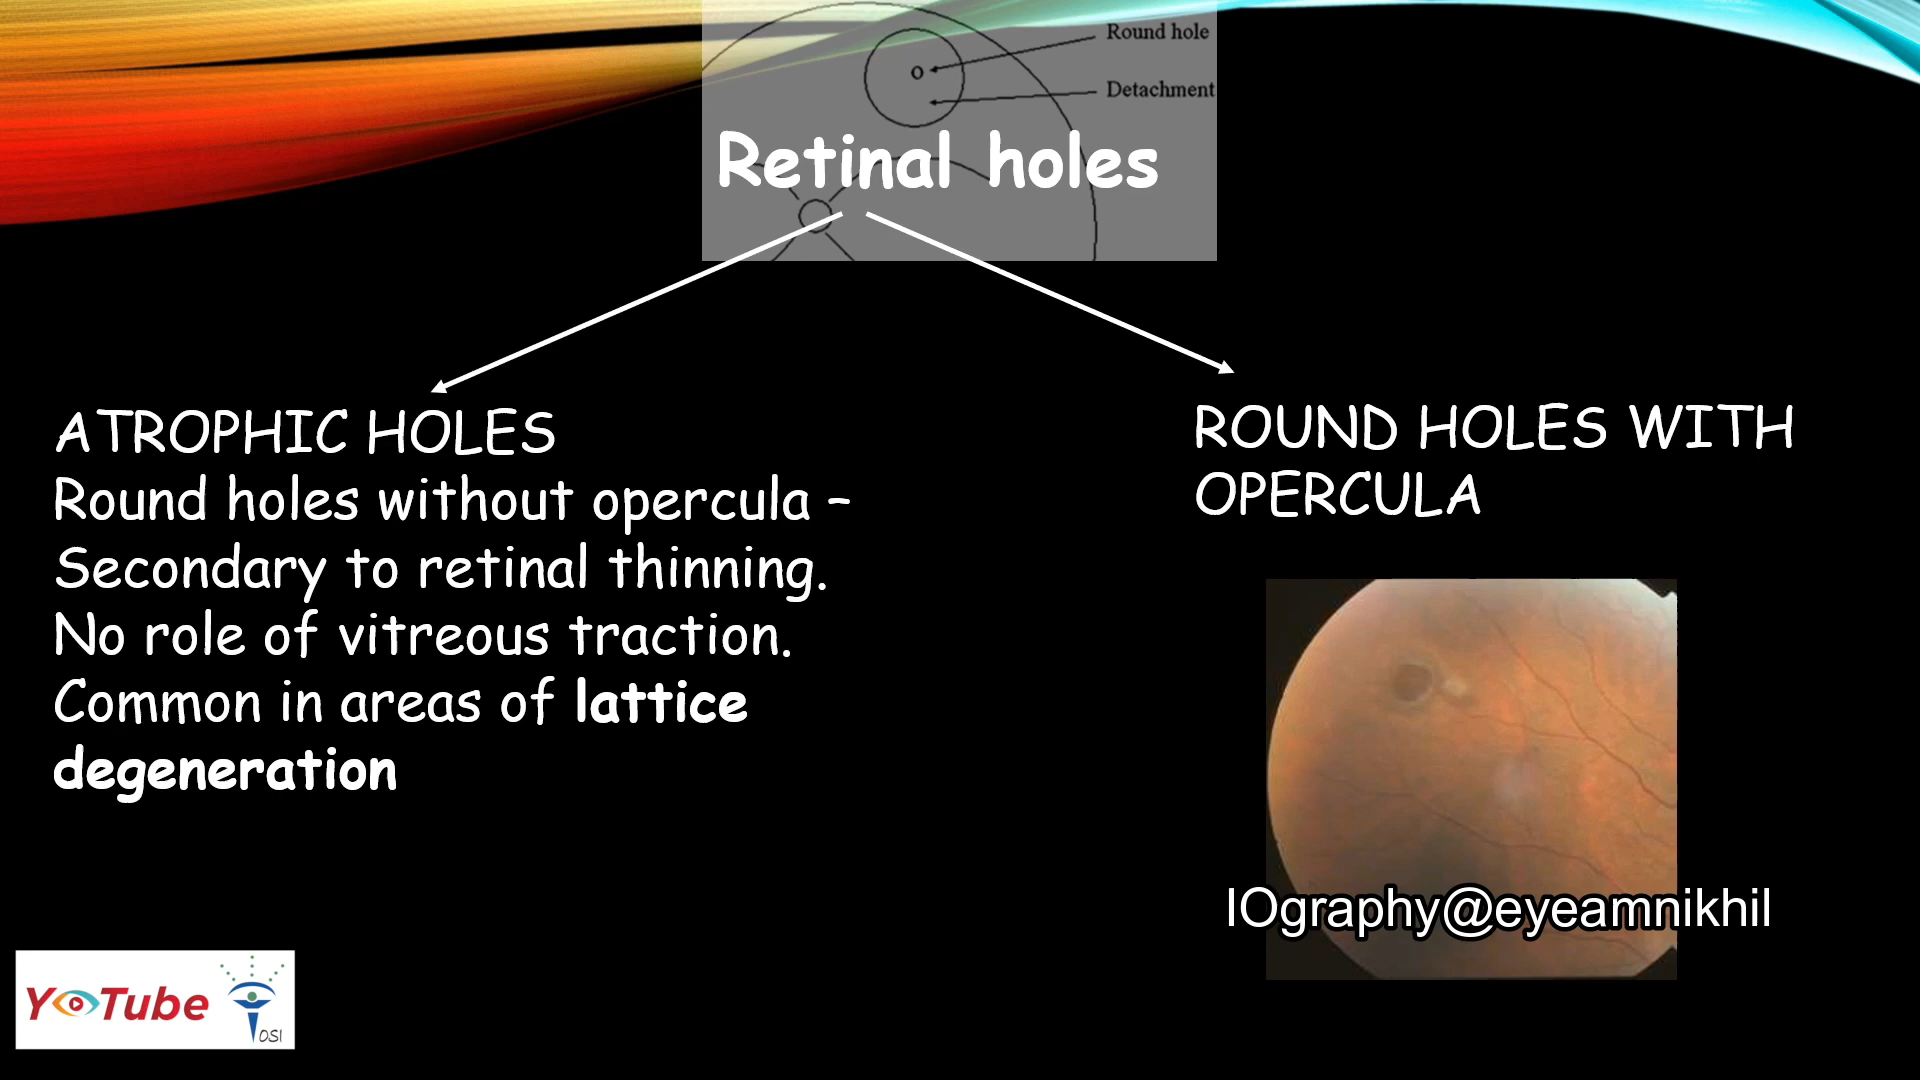 Round hole
Detachment
Retinal holes
ATROPHIC HOLES
Round holes without opercula –
Secondary to retinal thinning.
No role of vitreous traction.
Common in areas of lattice
degeneration
ROUND HOLES WITH
OPERCULA
IOgraphy@eyeamnikhil
YoTube
OSI